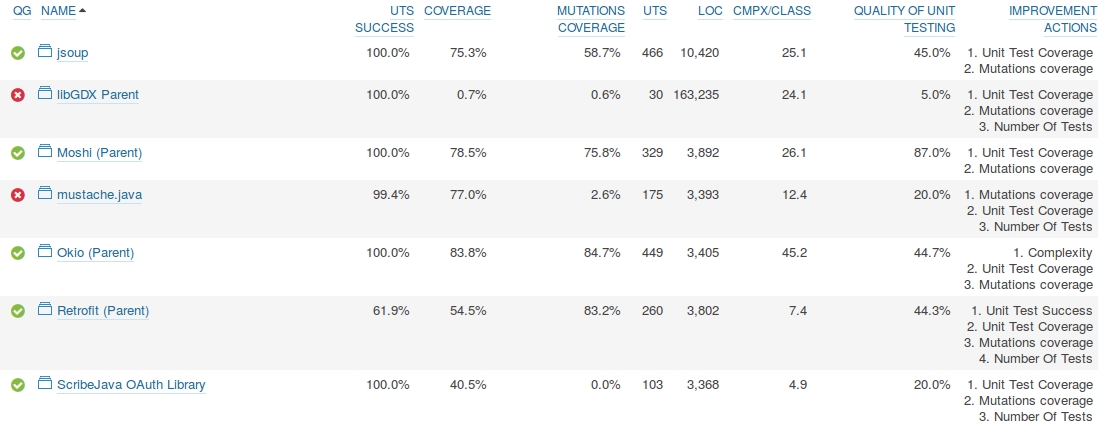 QG NAME UTS SUCCESS COVERAGE MUTATIONS COVERAGE UTS LOC CMPX/CLASS QUALITY OF UNIT TESTING IMPROVEMENT ACTIONS
jsoup 100.0% 75.3% 58.7% 466 10,420 25.1 45.0% 1. Unit Test Coverage
2. Mutations coverage
libGDX Parent 100.0% 0.7% 0.6% 30 163,235 24.1 5.0% 1. Unit Test Coverage
2. Mutations coverage
3. Number Of Tests
Moshi (Parent) 100.0% 78.5% 75.8% 329 3,892 26.1 87.0% 1. Unit Test Coverage
2. Mutations coverage
mustache.java 99.4% 77.0% 2.6% 175 3,393 12.4 20.0% 1. Mutations coverage
2. Unit Test Coverage
3. Number Of Tests
Okio (Parent) 100.0% 83.8% 84.7% 449 3,405 45.2 44.7% 1. Complexity
2. Unit Test Coverage
3. Mutations coverage
Retrofit (Parent) 61.9% 54.5% 83.2% 260 3,802 7.4 44.3% 1. Unit Test Success
2. Unit Test Coverage
3. Mutations coverage
4. Number Of Tests
ScribeJava OAuth Library 100.0% 40.5% 0.0% 103 3,368 4.9 20.0% 1. Unit Test Coverage
2. Mutations coverage
3. Number Of Tests